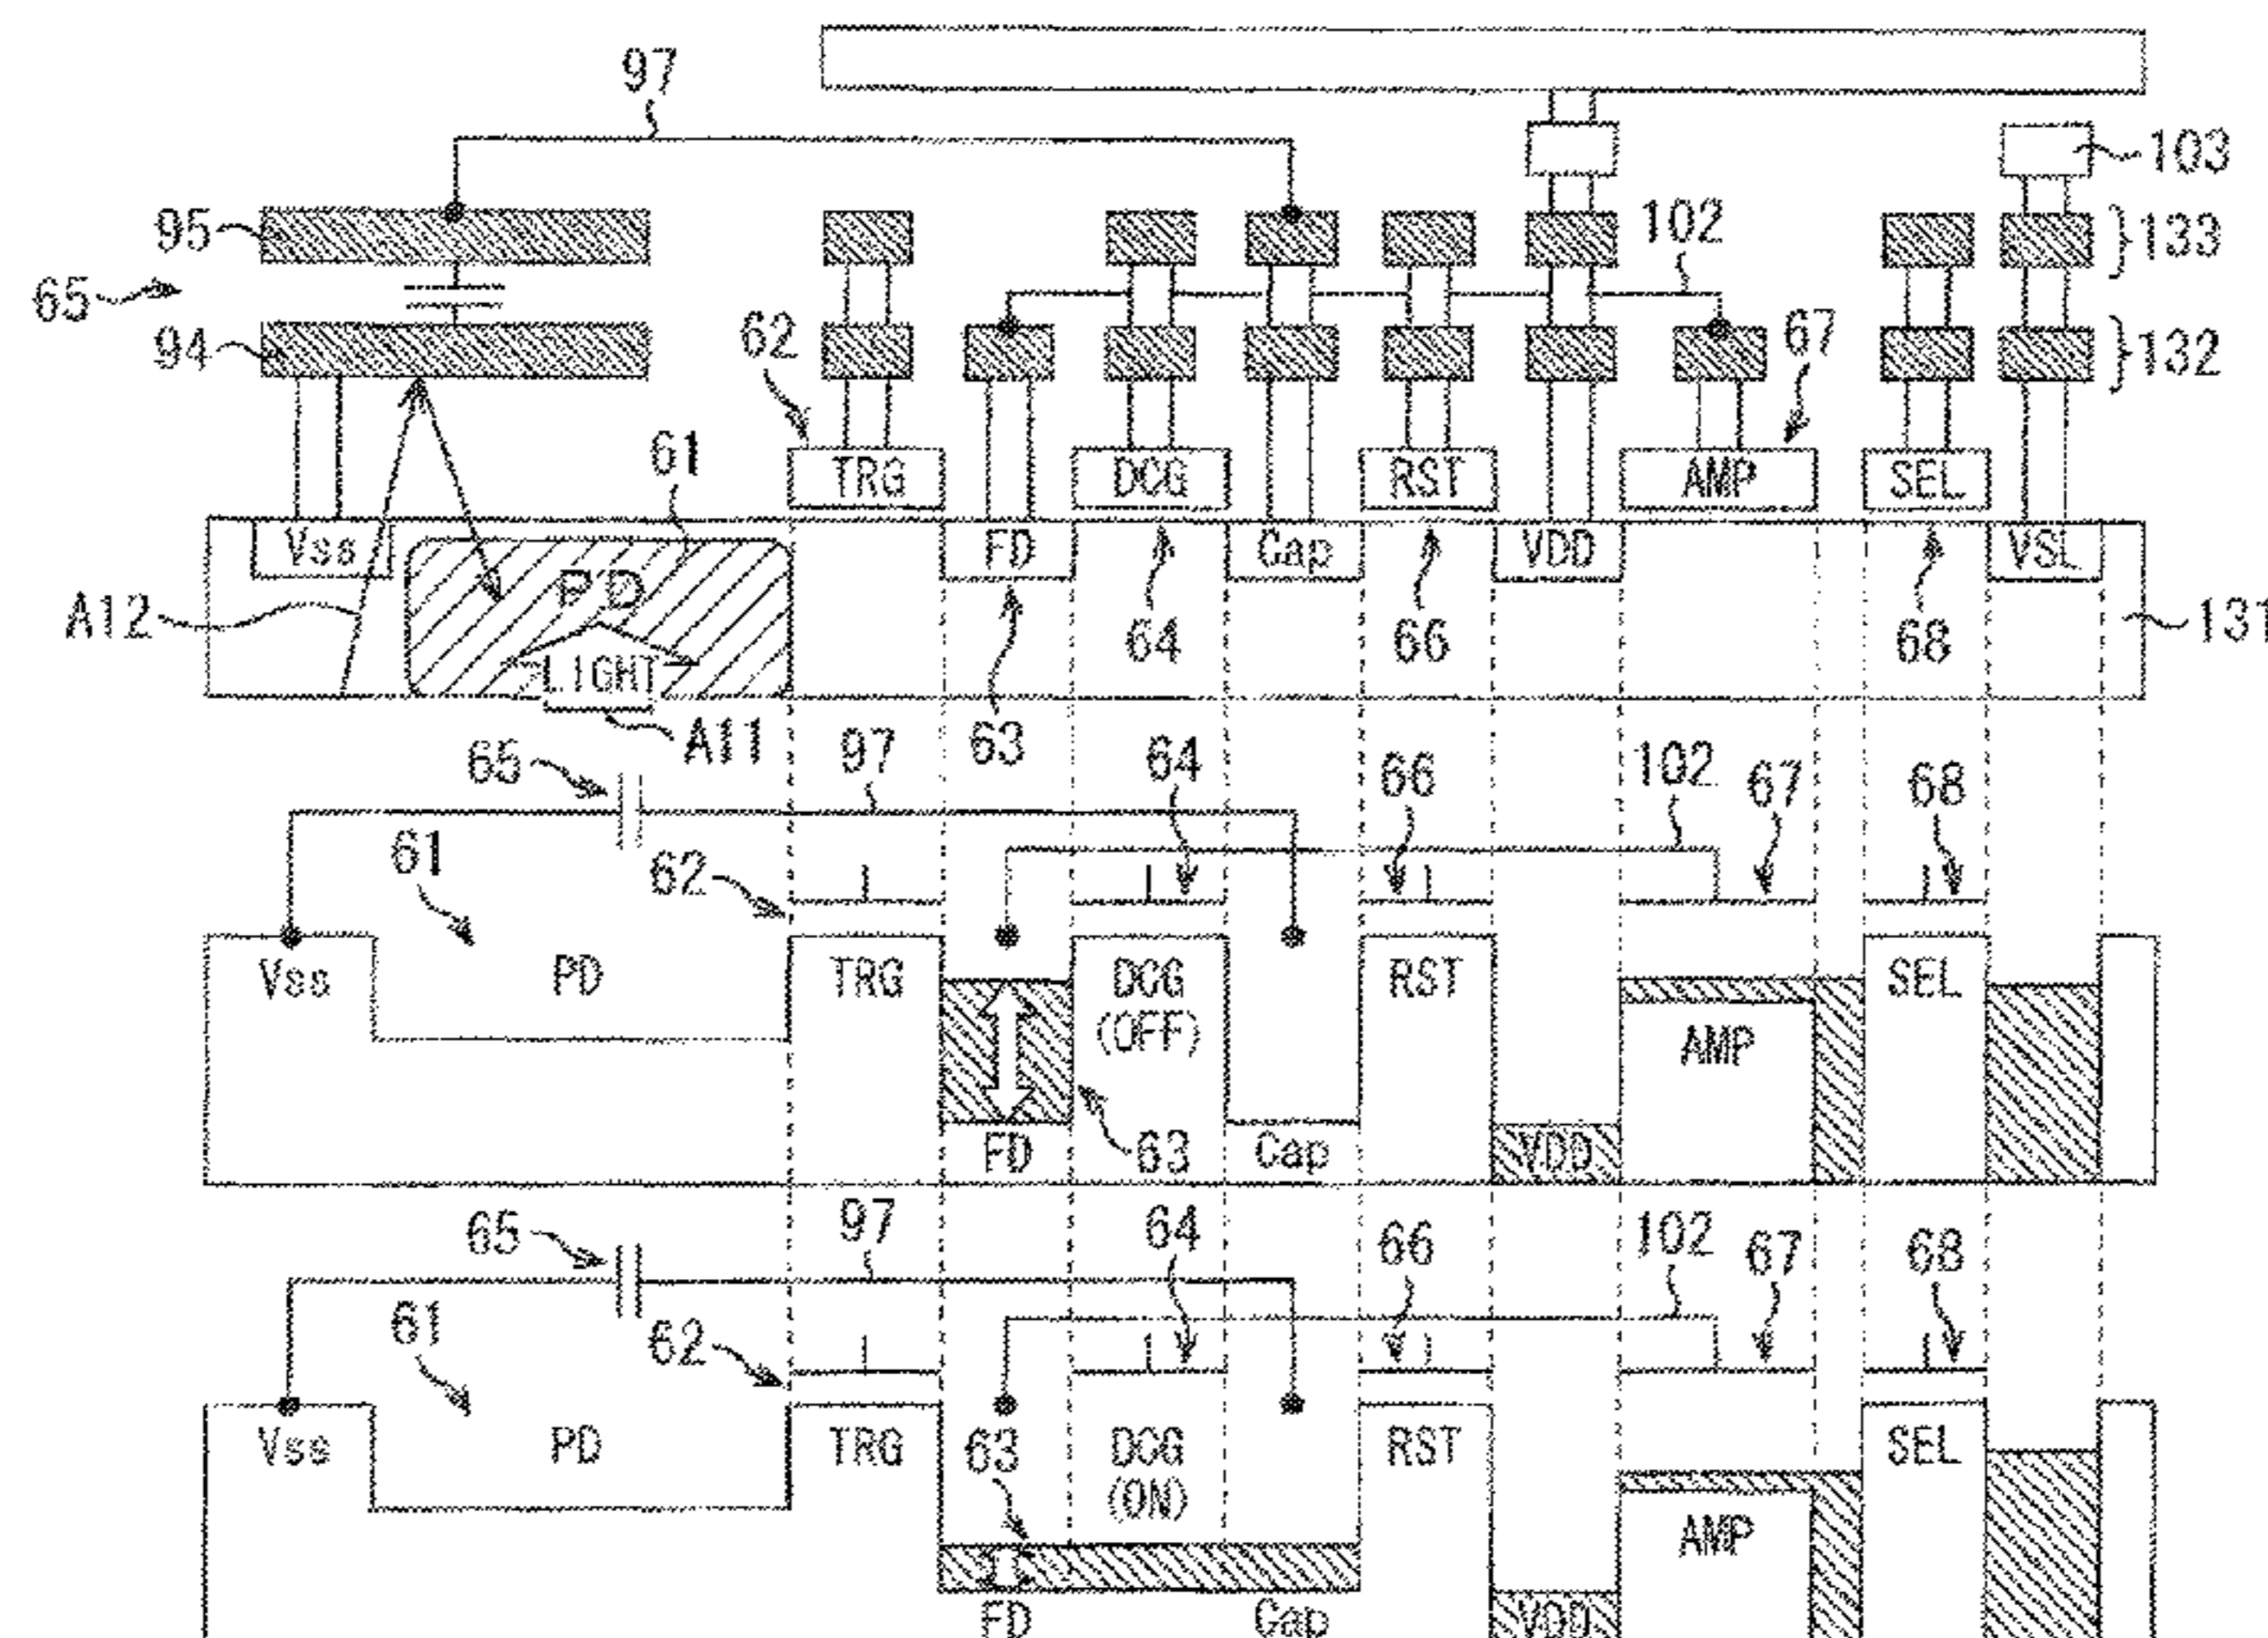 97
103
95
102
133
65
62
67
132
94
61
TRG
DCG
RST
AMP
SEL
Vss
FD
Cap
VDD
VSL
PD
A12
64
66
68
131
LIGHT
63
A11
65
97
64
66
102
67
68
61
62
Vss
PD
TRG
DCG
(OFF)
RST
SEL
AMP
FD
63
Cap
VDD
65
97
64
66
102
67
68
61
62
Vss
PD
TRG
63
DCG
(ON)
RST
SEL
AMP
FD
Cap
VDD